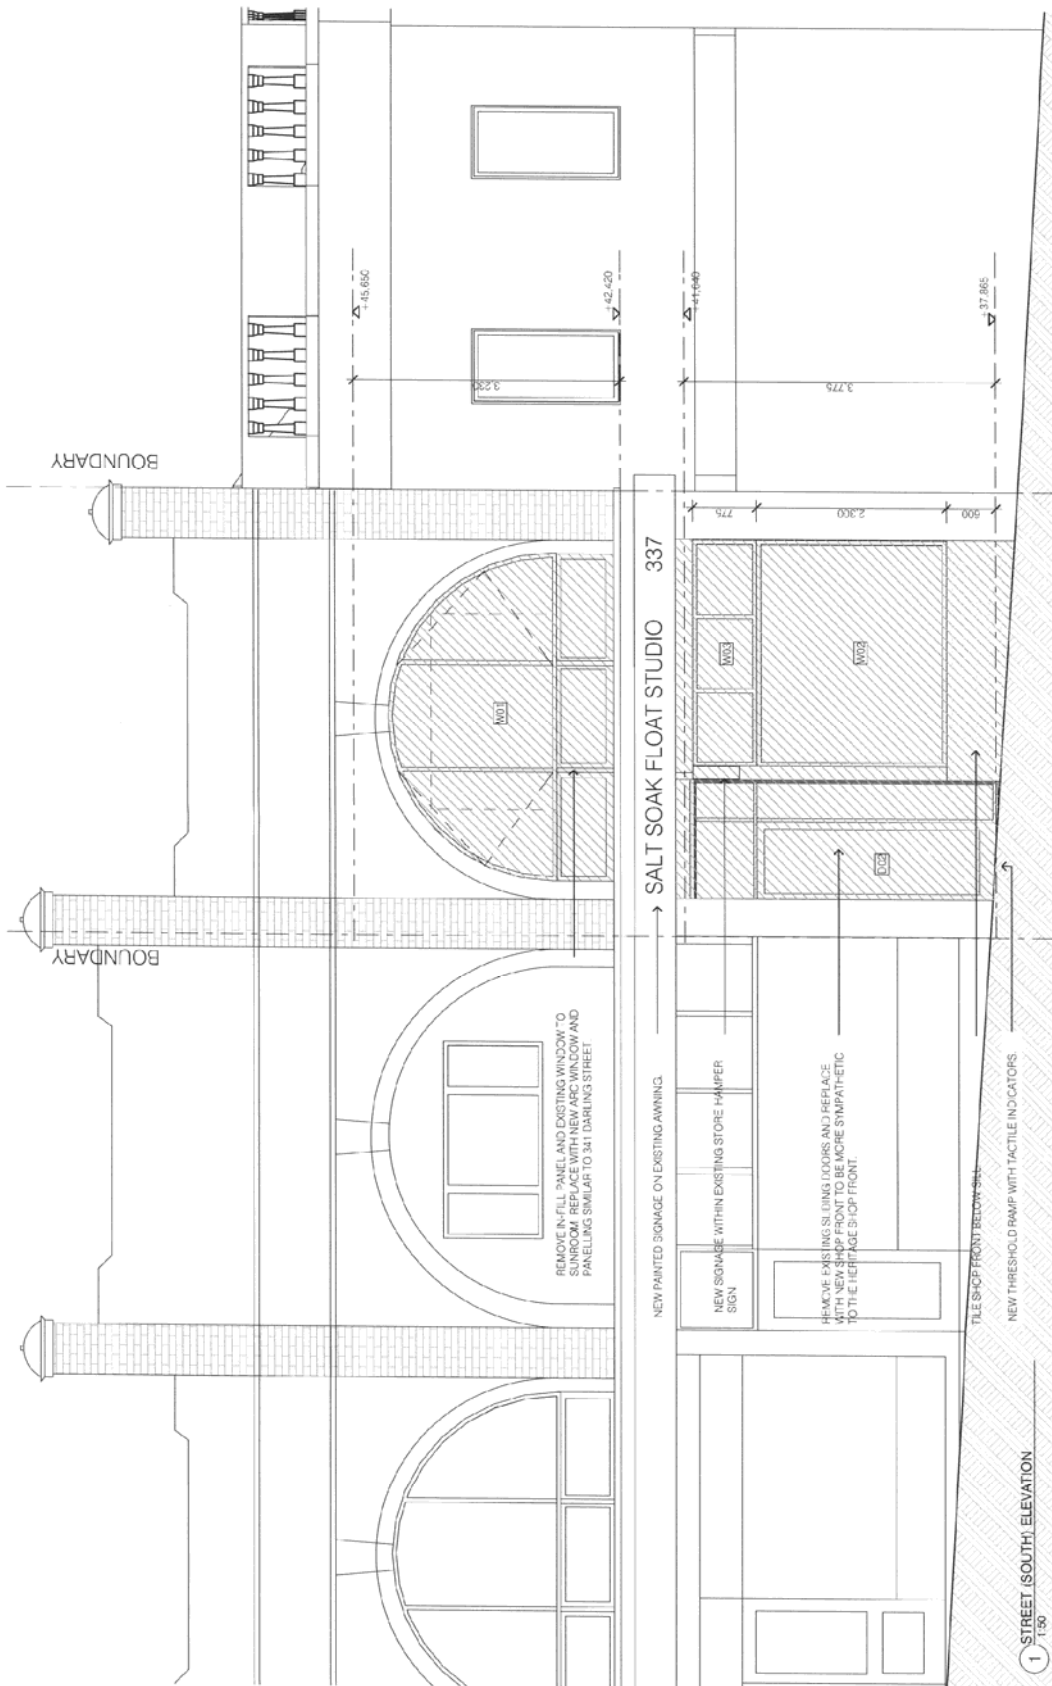 BOUNDARY
BOUNDARY
+45.650
+42.420
+41.640
+37.865
3.230
3.775
775
2.300
600
W01
W03
W02
D02
SALT SOAK FLOAT STUDIO 337
REMOVE IN-FILL PANEL AND EXISTING WINDOW TO
SUNROOM. REPLACE WITH NEW ARC WINDOW AND
PANELLING SIMILAR TO 341 DARLING STREET
NEW PAINTED SIGNAGE ON EXISTING AWNING.
NEW SIGNAGE WITHIN EXISTING STORE HAMPER
SIGN
REMOVE EXISTING SLIDING DOORS AND REPLACE
WITH NEW SHOP FRONT TO BE MORE SYMPATHETIC
TO THE HERITAGE SHOP FRONT.
TILE SHOP FRONT BELOW SILL
NEW THRESHOLD RAMP WITH TACTILE INDICATORS.
1 STREET (SOUTH) ELEVATION
1:50